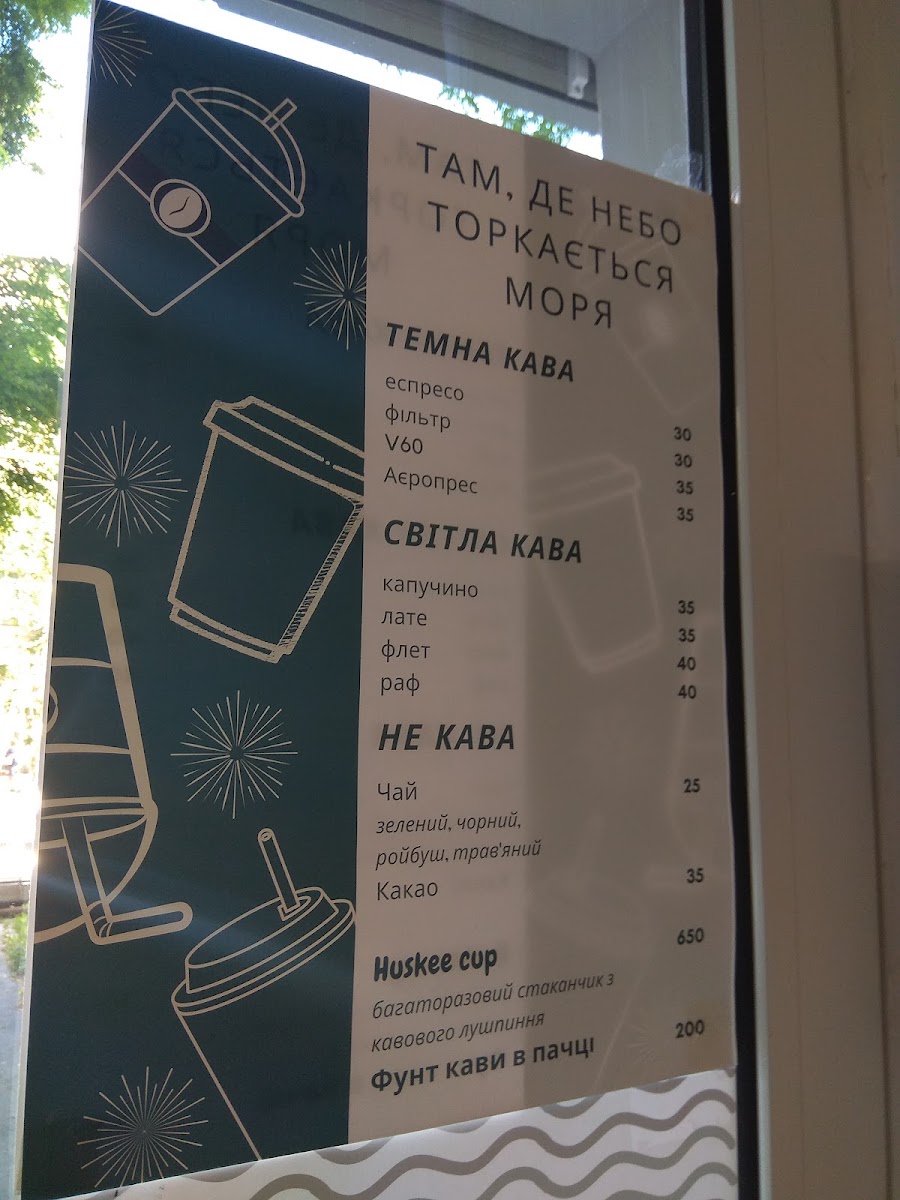 ТАМ, ДЕ НЕБО
ТОРКАЄТЬСЯ
МОРЯ
ТЕМНА КАВА
еспресо 30
фільтр 30
V60 35
Аєропрес 35
СВІТЛА КАВА
капучино 35
лате 35
флет 40
раф 40
НЕ КАВА
Чай 25
зелений, чорний,
ройбуш, трав'яний
Какао 35
Huskee cup 650
багаторазовий стаканчик з
кавового лушпиння
Фунт кави в пачці 200